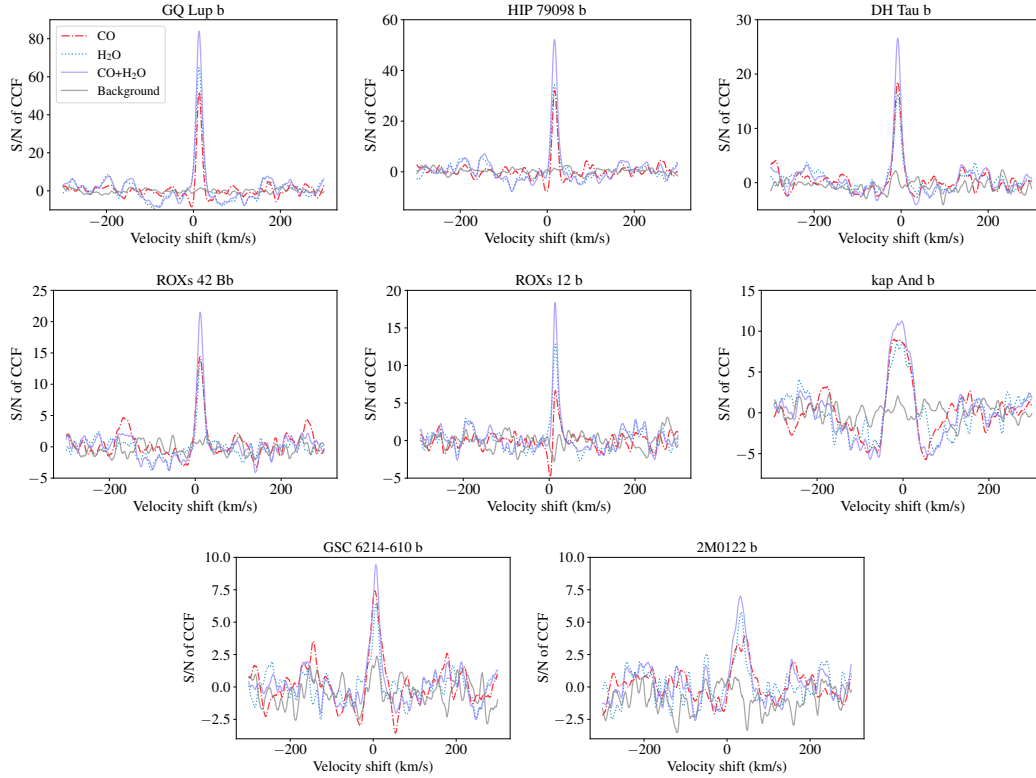 GQ Lup b
HIP 79098 b
DH Tau b
S/N of CCF
80
60
40
20
0
CO
H₂O
CO+H₂O
Background
−200
0
200
Velocity shift (km/s)
S/N of CCF
60
40
20
0
−200
0
200
Velocity shift (km/s)
S/N of CCF
30
20
10
0
−200
0
200
Velocity shift (km/s)
ROXs 42 Bb
ROXs 12 b
kap And b
S/N of CCF
25
20
15
10
5
0
−5
−200
0
200
Velocity shift (km/s)
S/N of CCF
25
20
15
10
5
0
−5
−200
0
200
Velocity shift (km/s)
S/N of CCF
15
10
5
0
−5
−200
0
200
Velocity shift (km/s)
GSC 6214-610 b
2M0122 b
S/N of CCF
10.0
7.5
5.0
2.5
0.0
−2.5
−200
0
200
Velocity shift (km/s)
S/N of CCF
10.0
7.5
5.0
2.5
0.0
−2.5
−200
0
200
Velocity shift (km/s)